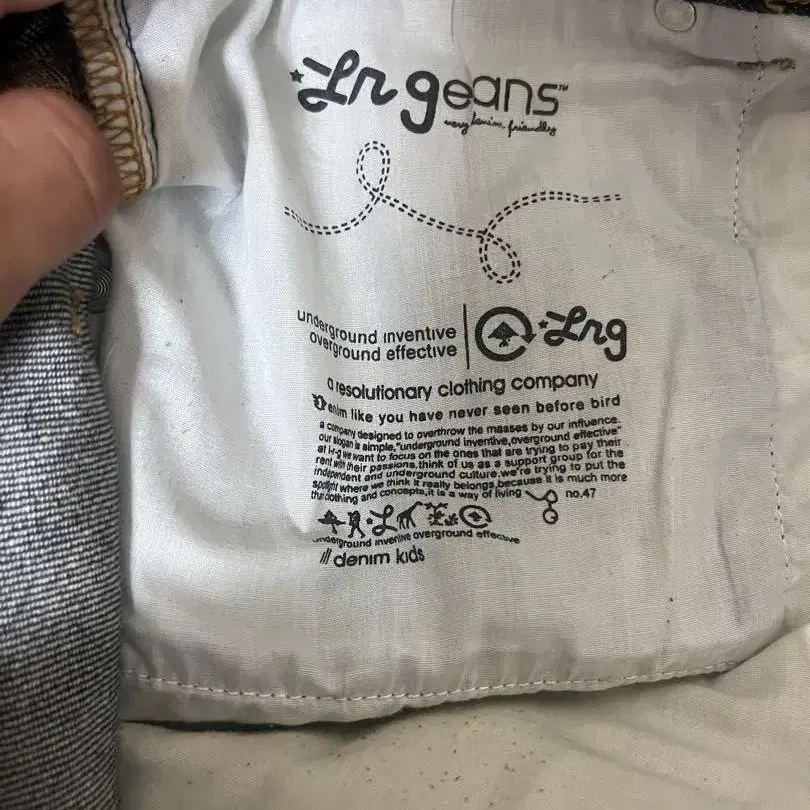 Lrgeans™
very denim friendly
underground inventive
overground effective
Lrg
a resolutionary clothing company
Denim like you have never seen before bird
a company designed to overthrow the masses by our influence.
our slogan is simple,"underground inventive,overground effective"
at l-r-g we want to focus on the ones that are trying to pay their
rent with their passions.think of us as a support group for the
independent and underground culture.we're trying to put the
spotlight where we think it really belongs,because it is much more
than clothing and concepts,it is a way of living
no.47
underground inventive overground effective
/// denim kids